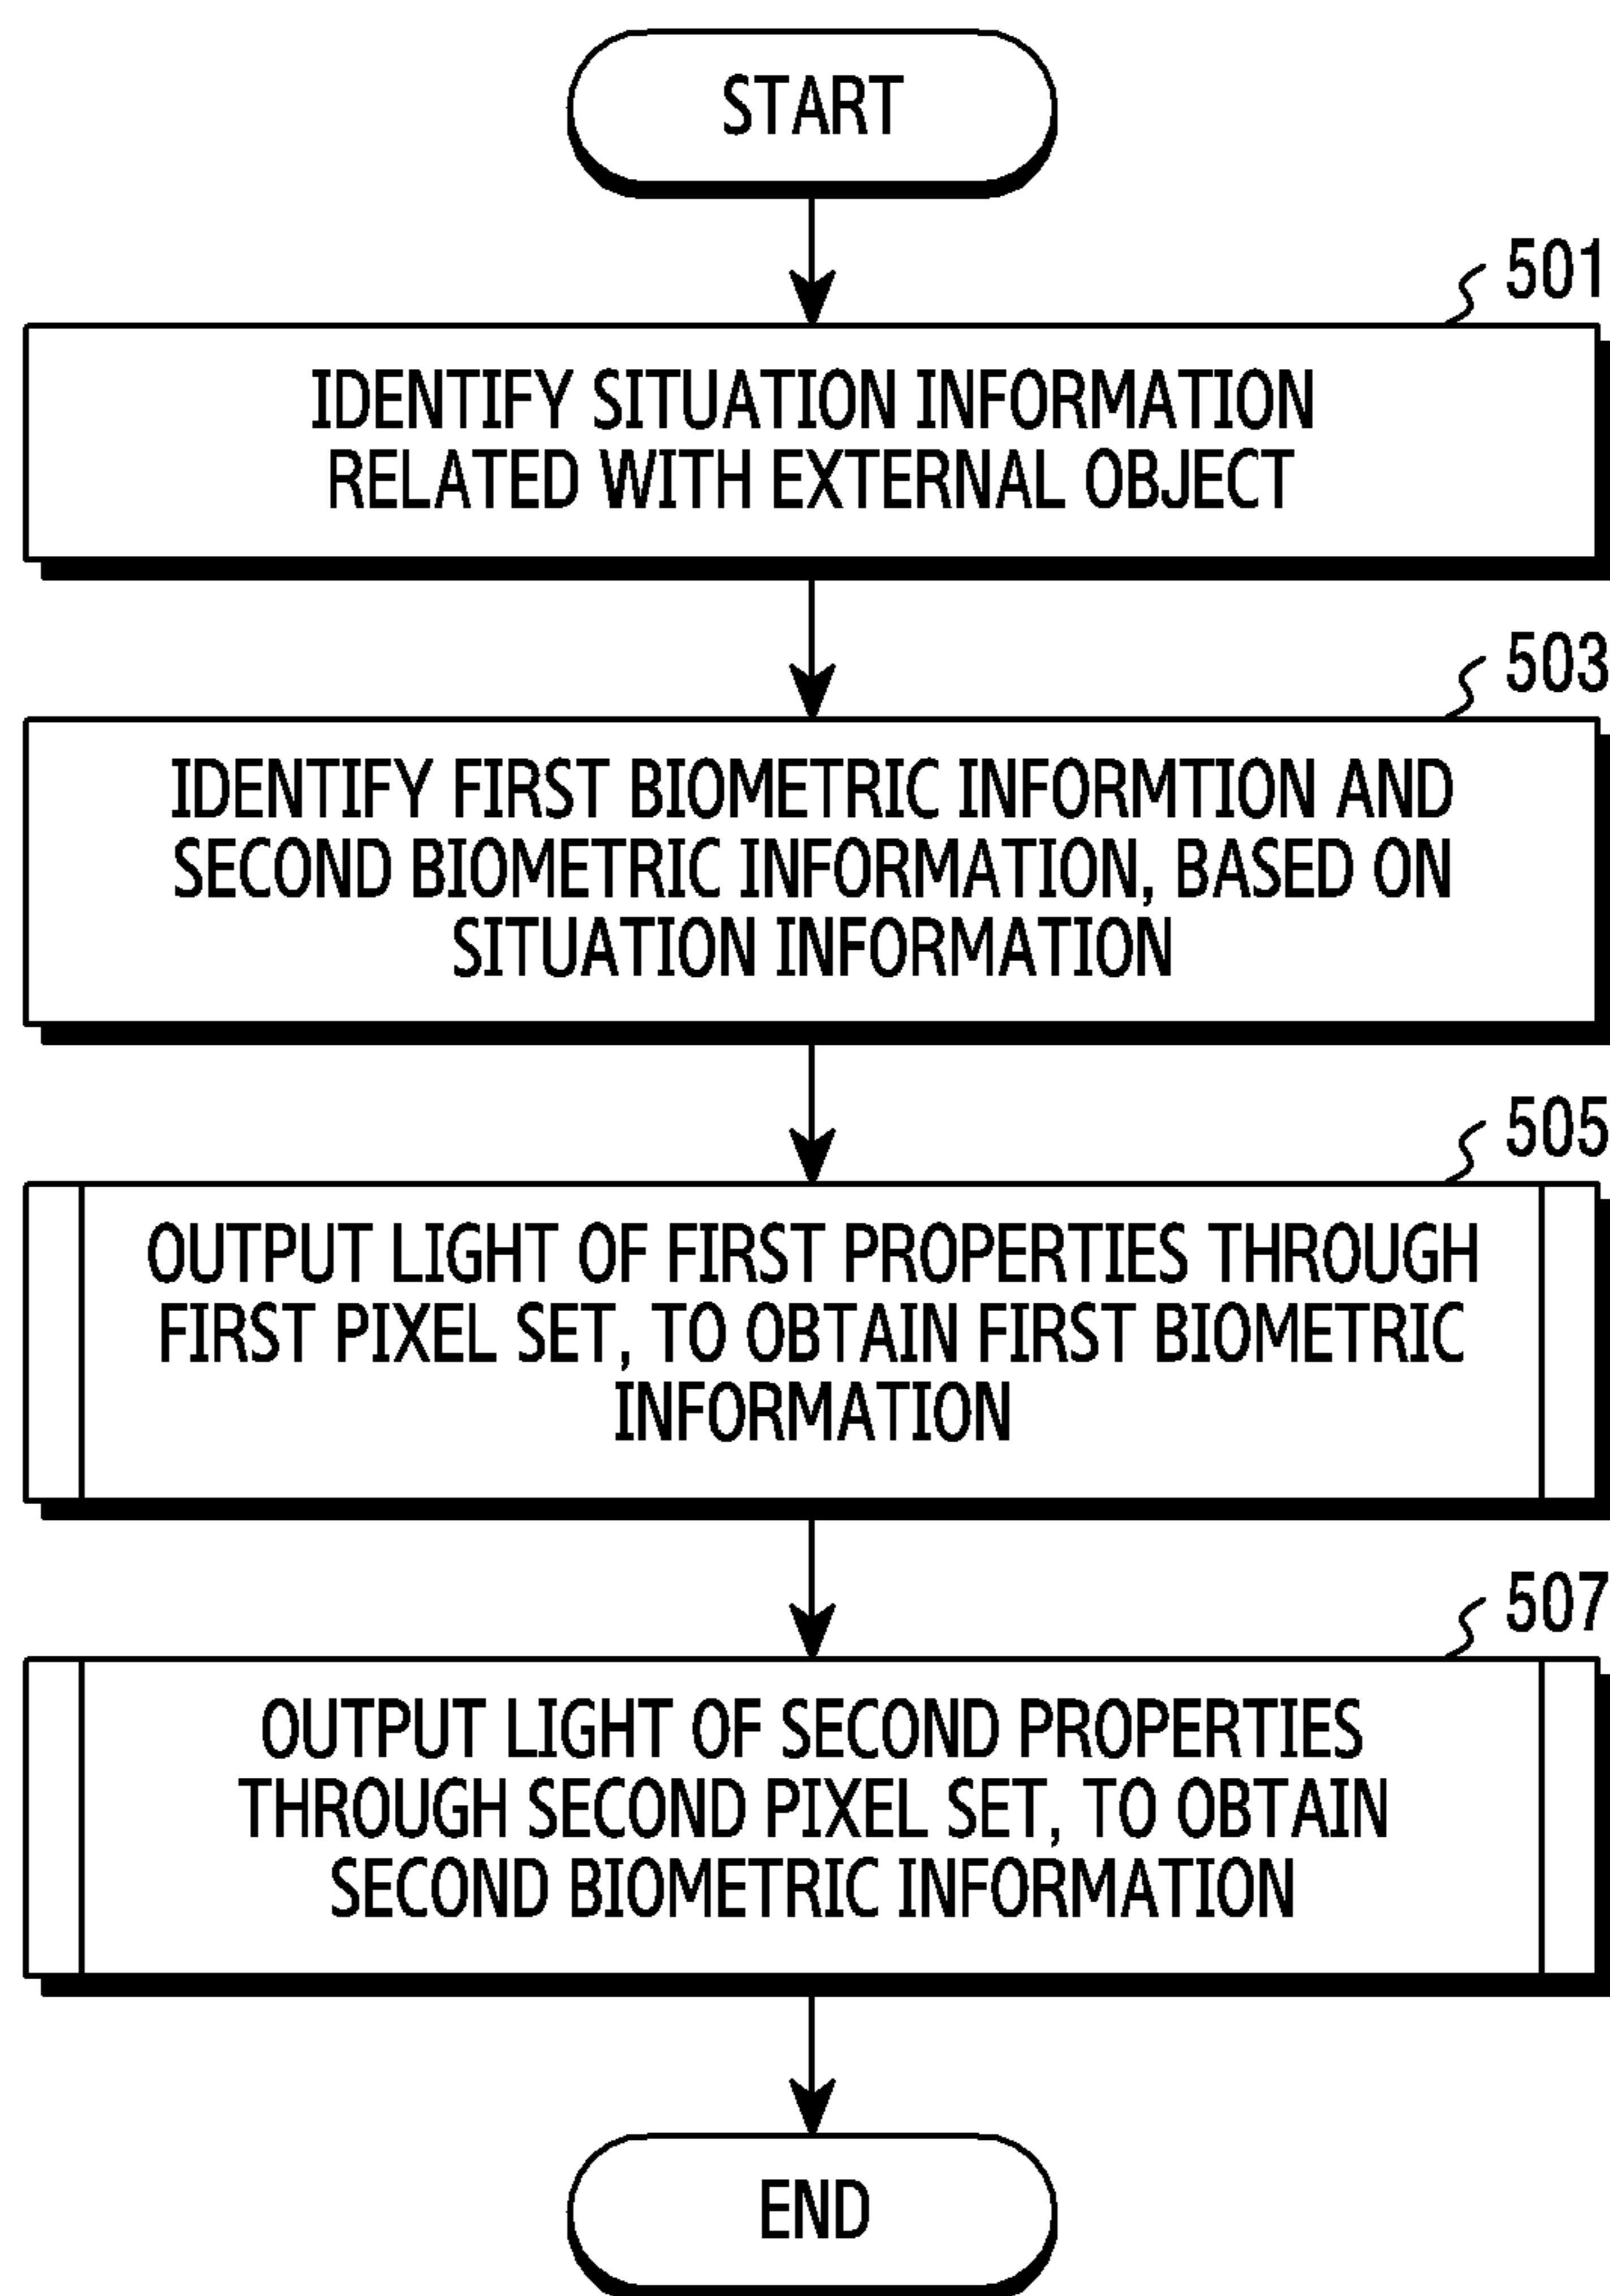 START
501
IDENTIFY SITUATION INFORMATION
RELATED WITH EXTERNAL OBJECT
503
IDENTIFY FIRST BIOMETRIC INFORMTION AND
SECOND BIOMETRIC INFORMATION, BASED ON
SITUATION INFORMATION
505
OUTPUT LIGHT OF FIRST PROPERTIES THROUGH
FIRST PIXEL SET, TO OBTAIN FIRST BIOMETRIC
INFORMATION
507
OUTPUT LIGHT OF SECOND PROPERTIES
THROUGH SECOND PIXEL SET, TO OBTAIN
SECOND BIOMETRIC INFORMATION
END